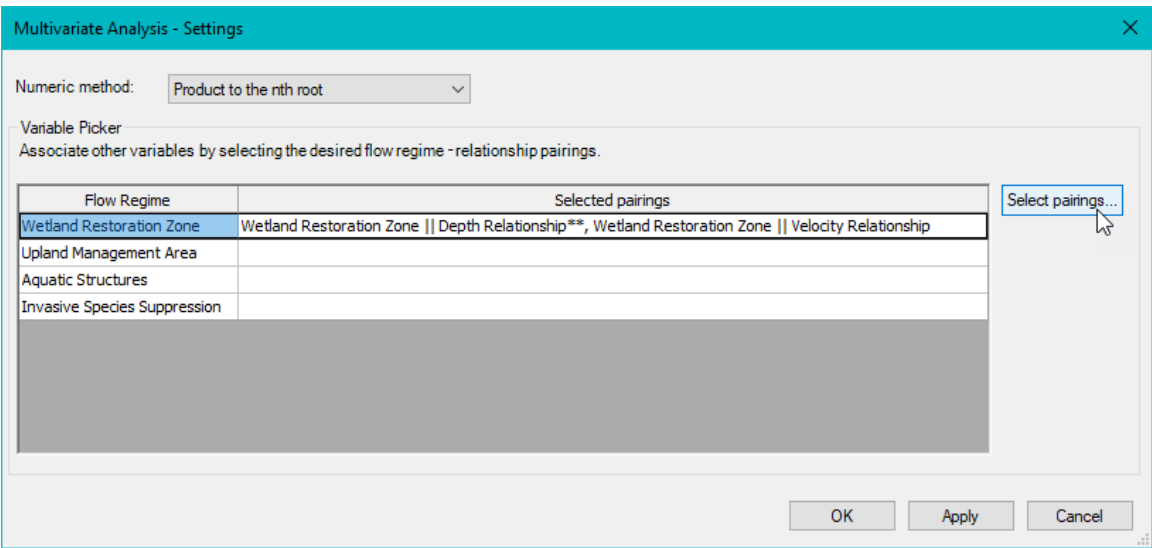 Multivariate Analysis - Settings
Numeric method: Product to the nth root
Variable Picker
Associate other variables by selecting the desired flow regime - relationship pairings.
Flow Regime Selected pairings
Select pairings...
Wetland Restoration Zone Wetland Restoration Zone || Depth Relationship**, Wetland Restoration Zone || Velocity Relationship
Upland Management Area
Aquatic Structures
Invasive Species Suppression
OK Apply Cancel